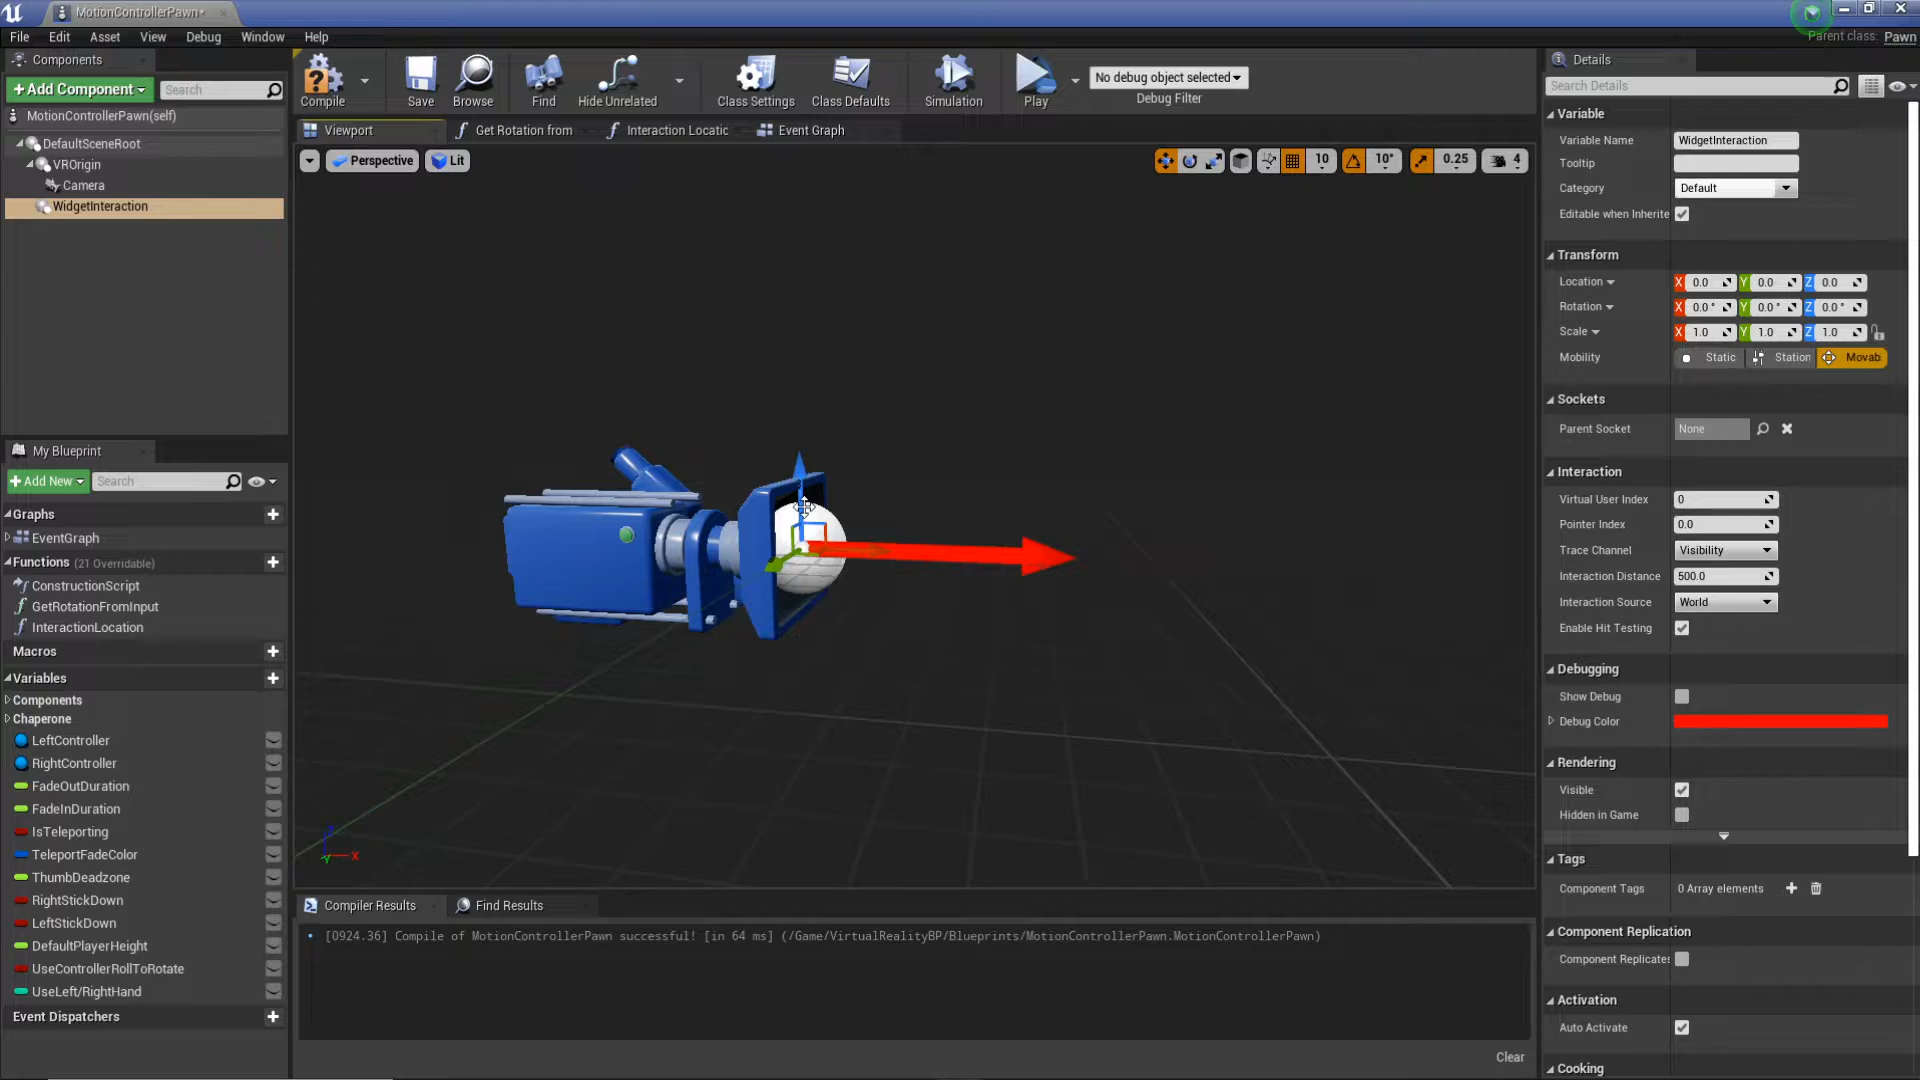 MotionControllerPawn*
Parent class: Pawn
File Edit Asset View Debug Window Help
Components
+Add Component
Search
MotionControllerPawn(self)
DefaultSceneRoot
VROrigin
Camera
WidgetInteraction
Compile
Save
Browse
Find
Hide Unrelated
Class Settings
Class Defaults
Simulation
Play
No debug object selected
Debug Filter
Viewport
Get Rotation from
Interaction Locatic
Event Graph
Perspective
Lit
10
10°
0.25
4
X
My Blueprint
+Add New
Search
Graphs
EventGraph
Functions (21 Overridable)
ConstructionScript
GetRotationFromInput
InteractionLocation
Macros
Variables
Components
Chaperone
LeftController
RightController
FadeOutDuration
FadeInDuration
IsTeleporting
TeleportFadeColor
ThumbDeadzone
RightStickDown
LeftStickDown
DefaultPlayerHeight
UseControllerRollToRotate
UseLeft/RightHand
Event Dispatchers
Compiler Results
Find Results
[0924.36] Compile of MotionControllerPawn successful! [in 64 ms] (/Game/VirtualRealityBP/Blueprints/MotionControllerPawn.MotionControllerPawn)
Clear
Details
Search Details
Variable
Variable Name WidgetInteraction
Tooltip
Category Default
Editable when Inherite
Transform
Location X 0.0 Y 0.0 Z 0.0
Rotation X 0.0° Y 0.0° Z 0.0°
Scale X 1.0 Y 1.0 Z 1.0
Mobility Static Station Movab
Sockets
Parent Socket None
Interaction
Virtual User Index 0
Pointer Index 0.0
Trace Channel Visibility
Interaction Distance 500.0
Interaction Source World
Enable Hit Testing
Debugging
Show Debug
Debug Color
Rendering
Visible
Hidden in Game
Tags
Component Tags 0 Array elements
Component Replication
Component Replicates
Activation
Auto Activate
Cooking